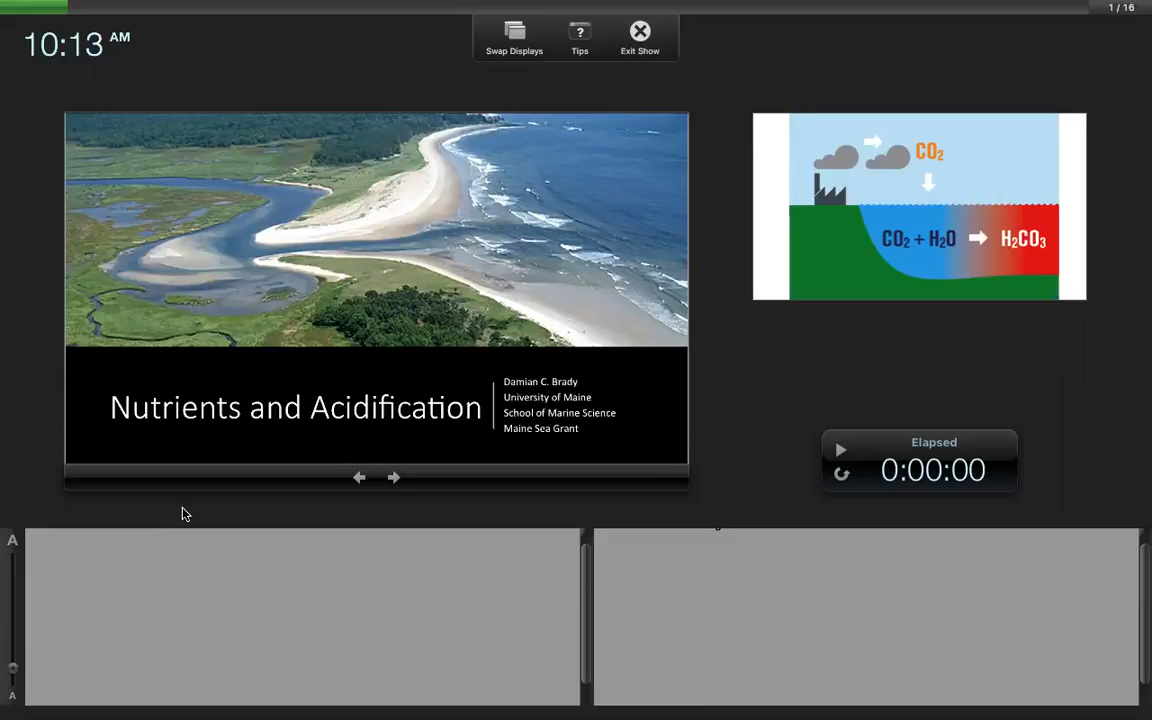 1 / 16
10:13 AM
Swap Displays
? Tips
Exit Show
CO₂
CO₂ + H₂O
H₂CO₃
Nutrients and Acidification
Damian C. Brady
University of Maine
School of Marine Science
Maine Sea Grant
Elapsed
0:00:00
A
A